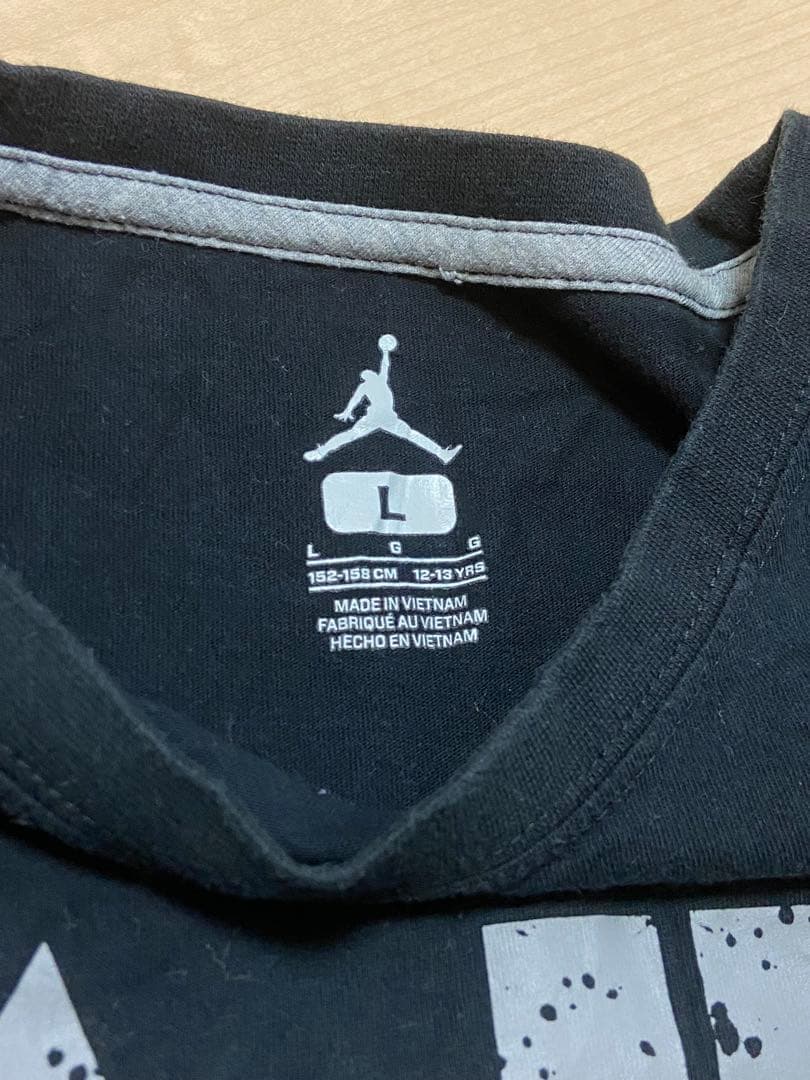 L
L G G
152-158 CM 12-13 YRS
MADE IN VIETNAM
FABRIQUÉ AU VIETNAM
HECHO EN VIETNAM